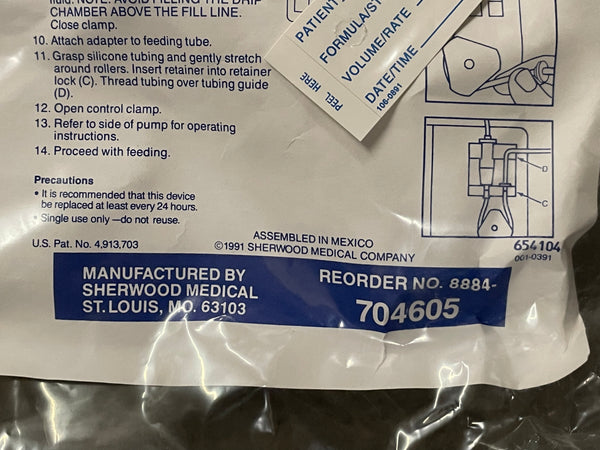 fluid. NOTE: AVOID FILLING THE DRIP
CHAMBER ABOVE THE FILL LINE.
Close clamp.
10. Attach adapter to feeding tube.
11. Grasp silicone tubing and gently stretch
around rollers. Insert retainer into retainer
lock (C). Thread tubing over tubing guide
(D).
12. Open control clamp.
13. Refer to side of pump for operating
instructions.
14. Proceed with feeding.
Precautions
• It is recommended that this device
be replaced at least every 24 hours.
• Single use only—do not reuse.
U.S. Pat. No. 4,913,703
ASSEMBLED IN MEXICO
©1991 SHERWOOD MEDICAL COMPANY
MANUFACTURED BY
SHERWOOD MEDICAL
ST. LOUIS, MO. 63103
REORDER NO. 8884-
704605
PATIENT
FORMULA/ST
VOLUME/RATE
DATE/TIME
PEEL HERE
106-0891
D
C
654104
001-0391